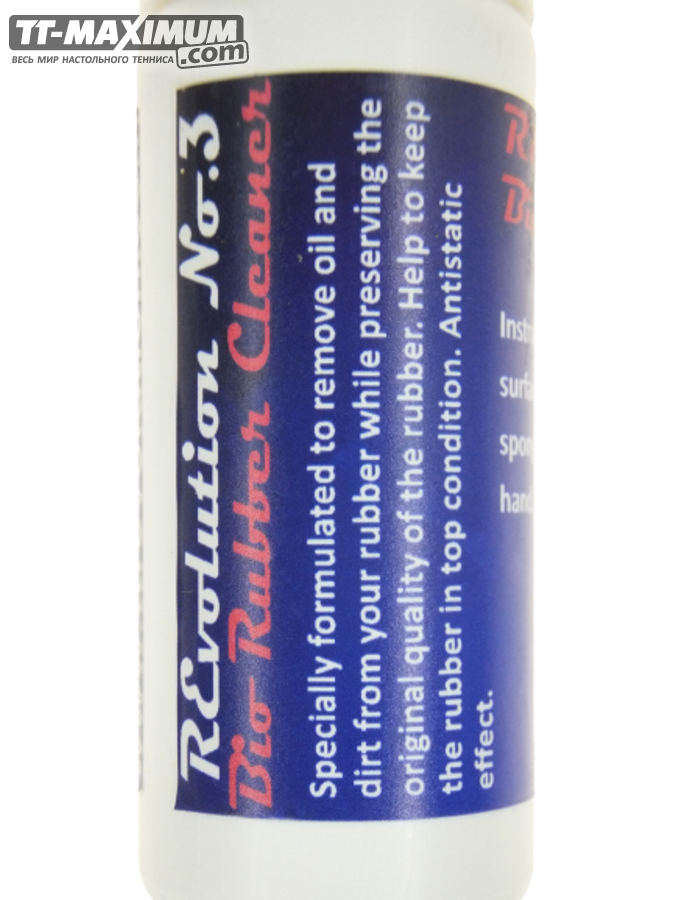 TT-MAXIMUM
.com
ВЕСЬ МИР НАСТОЛЬНОГО ТЕННИСА
REvolution No.3
Bio Rubber Cleaner
Specially formulated to remove oil and
dirt from your rubber while preserving the
original quality of the rubber. Help to keep
the rubber in top condition. Antistatic
effect.